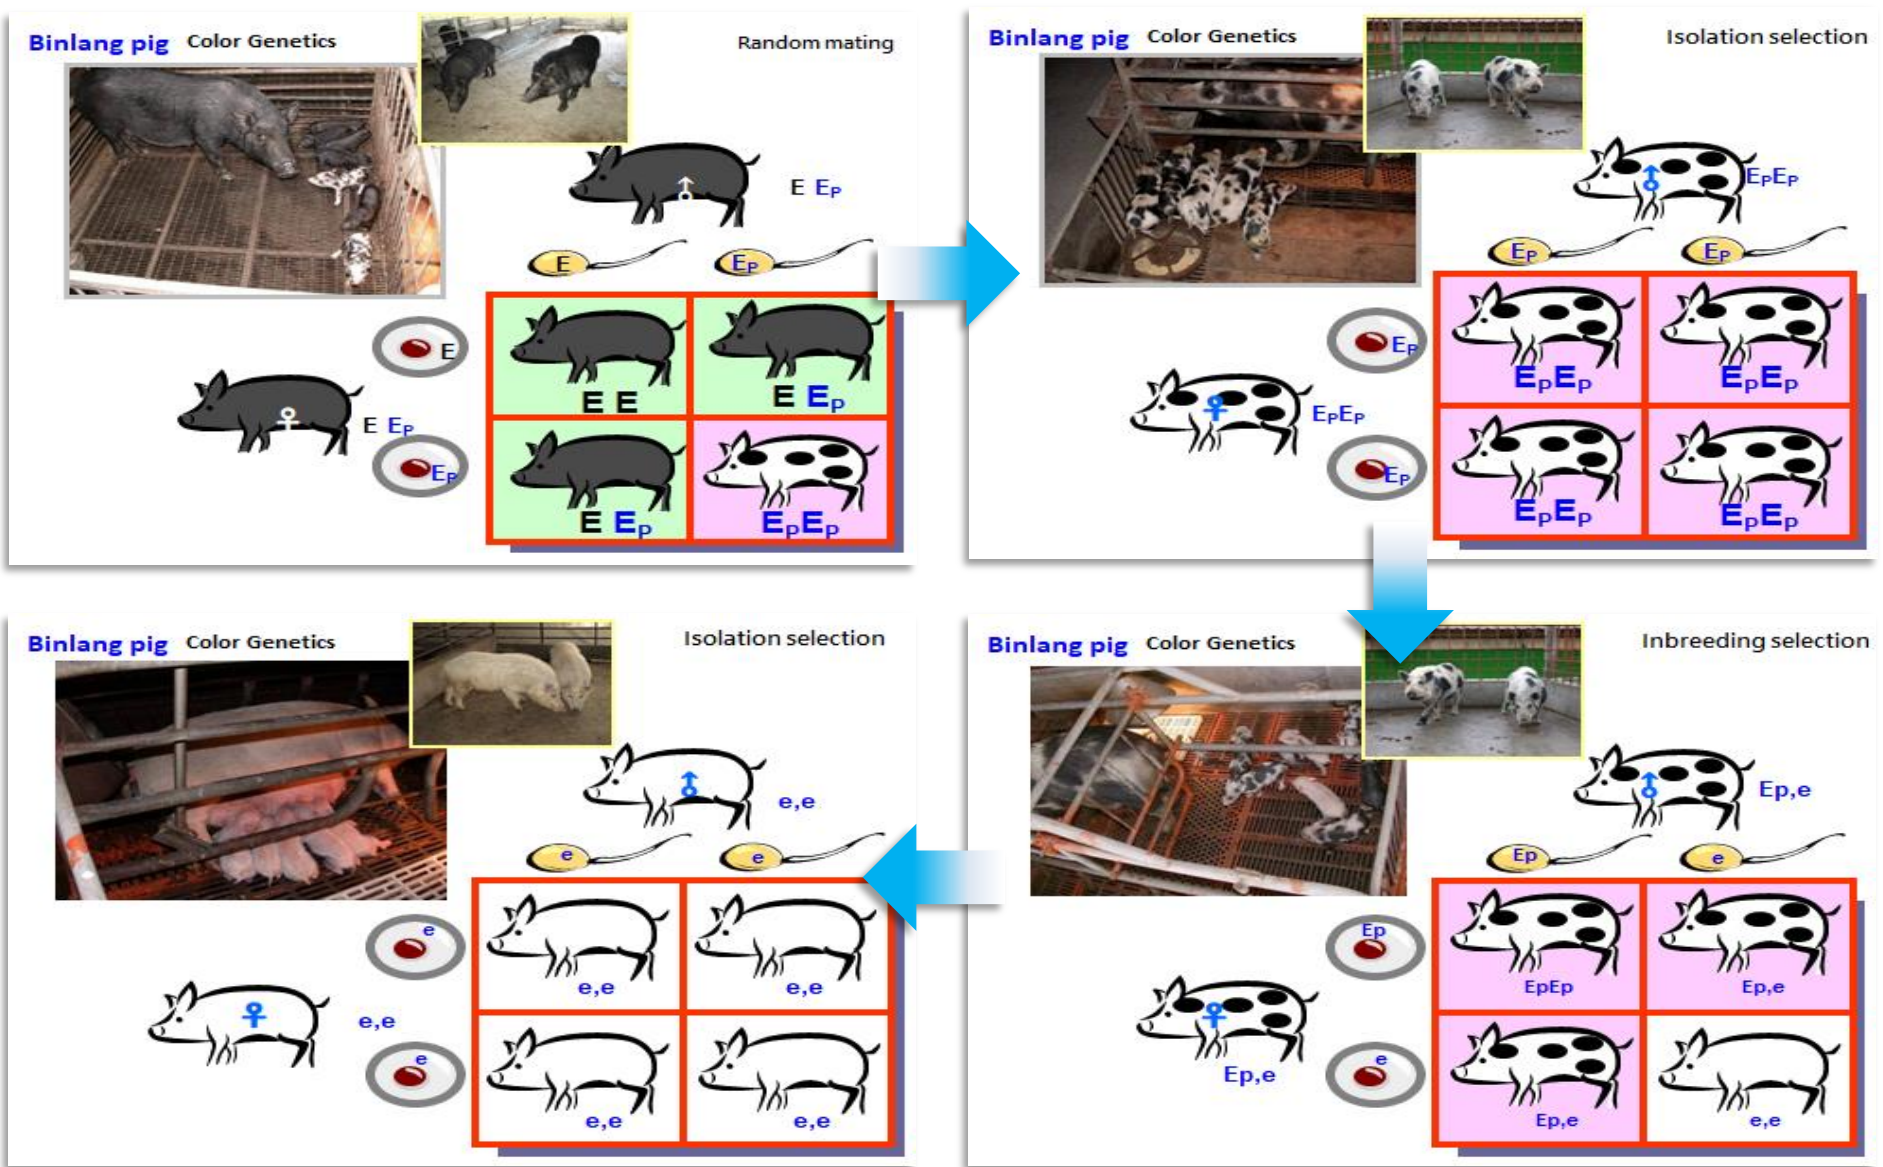 Binlang pig Color Genetics Random mating
E EP
E EP
E
E E E EP
E EP
EP
E EP EPEP
Binlang pig Color Genetics Isolation selection
EPEP
EP EP
EP
EPEP EPEP
EPEP
EP
EPEP EPEP
Binlang pig Color Genetics Inbreeding selection
Ep,e
Ep e
Ep
EpEp Ep,e
Ep,e
e
Ep,e e,e
Binlang pig Color Genetics Isolation selection
e,e
e e
e
e,e e,e
e,e
e
e,e e,e